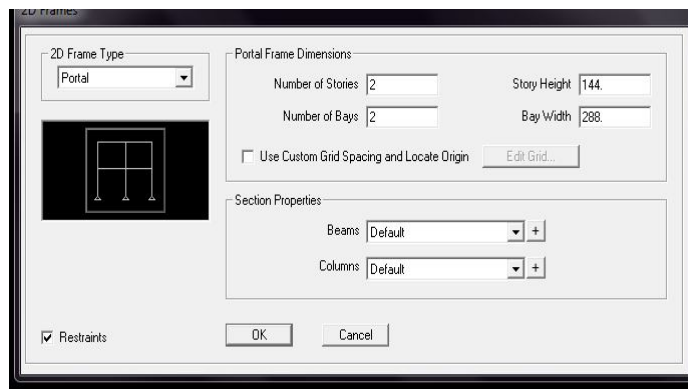 2D Frames
2D Frame Type
Portal
Portal Frame Dimensions
Number of Stories 2
Story Height 144.
Number of Bays 2
Bay Width 288.
Use Custom Grid Spacing and Locate Origin
Edit Grid...
Section Properties
Beams Default +
Columns Default +
Restraints
OK
Cancel